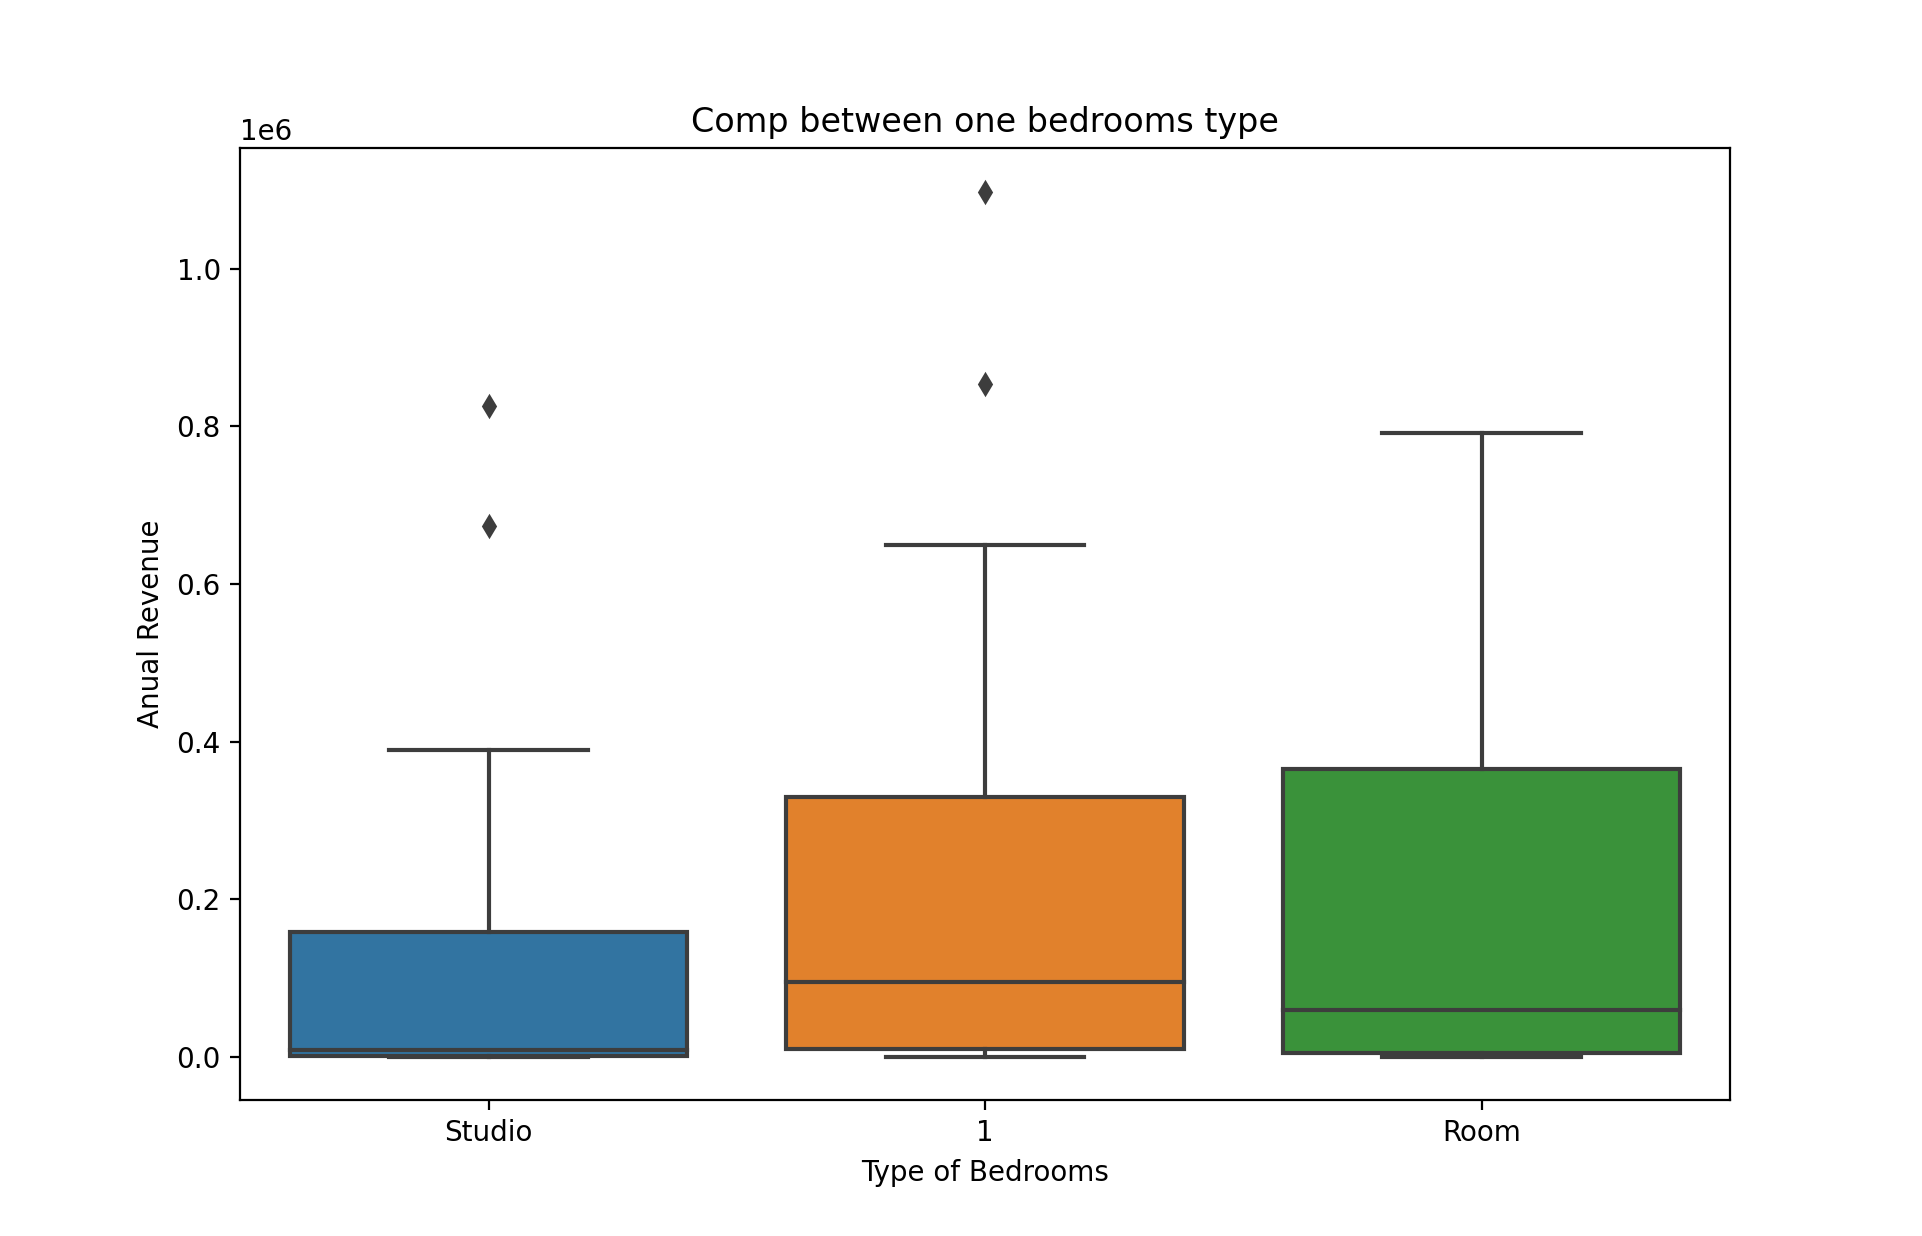 Comp between one bedrooms type
1e6
1.0
0.8
0.6
0.4
0.2
0.0
Anual Revenue
Studio
1
Room
Type of Bedrooms